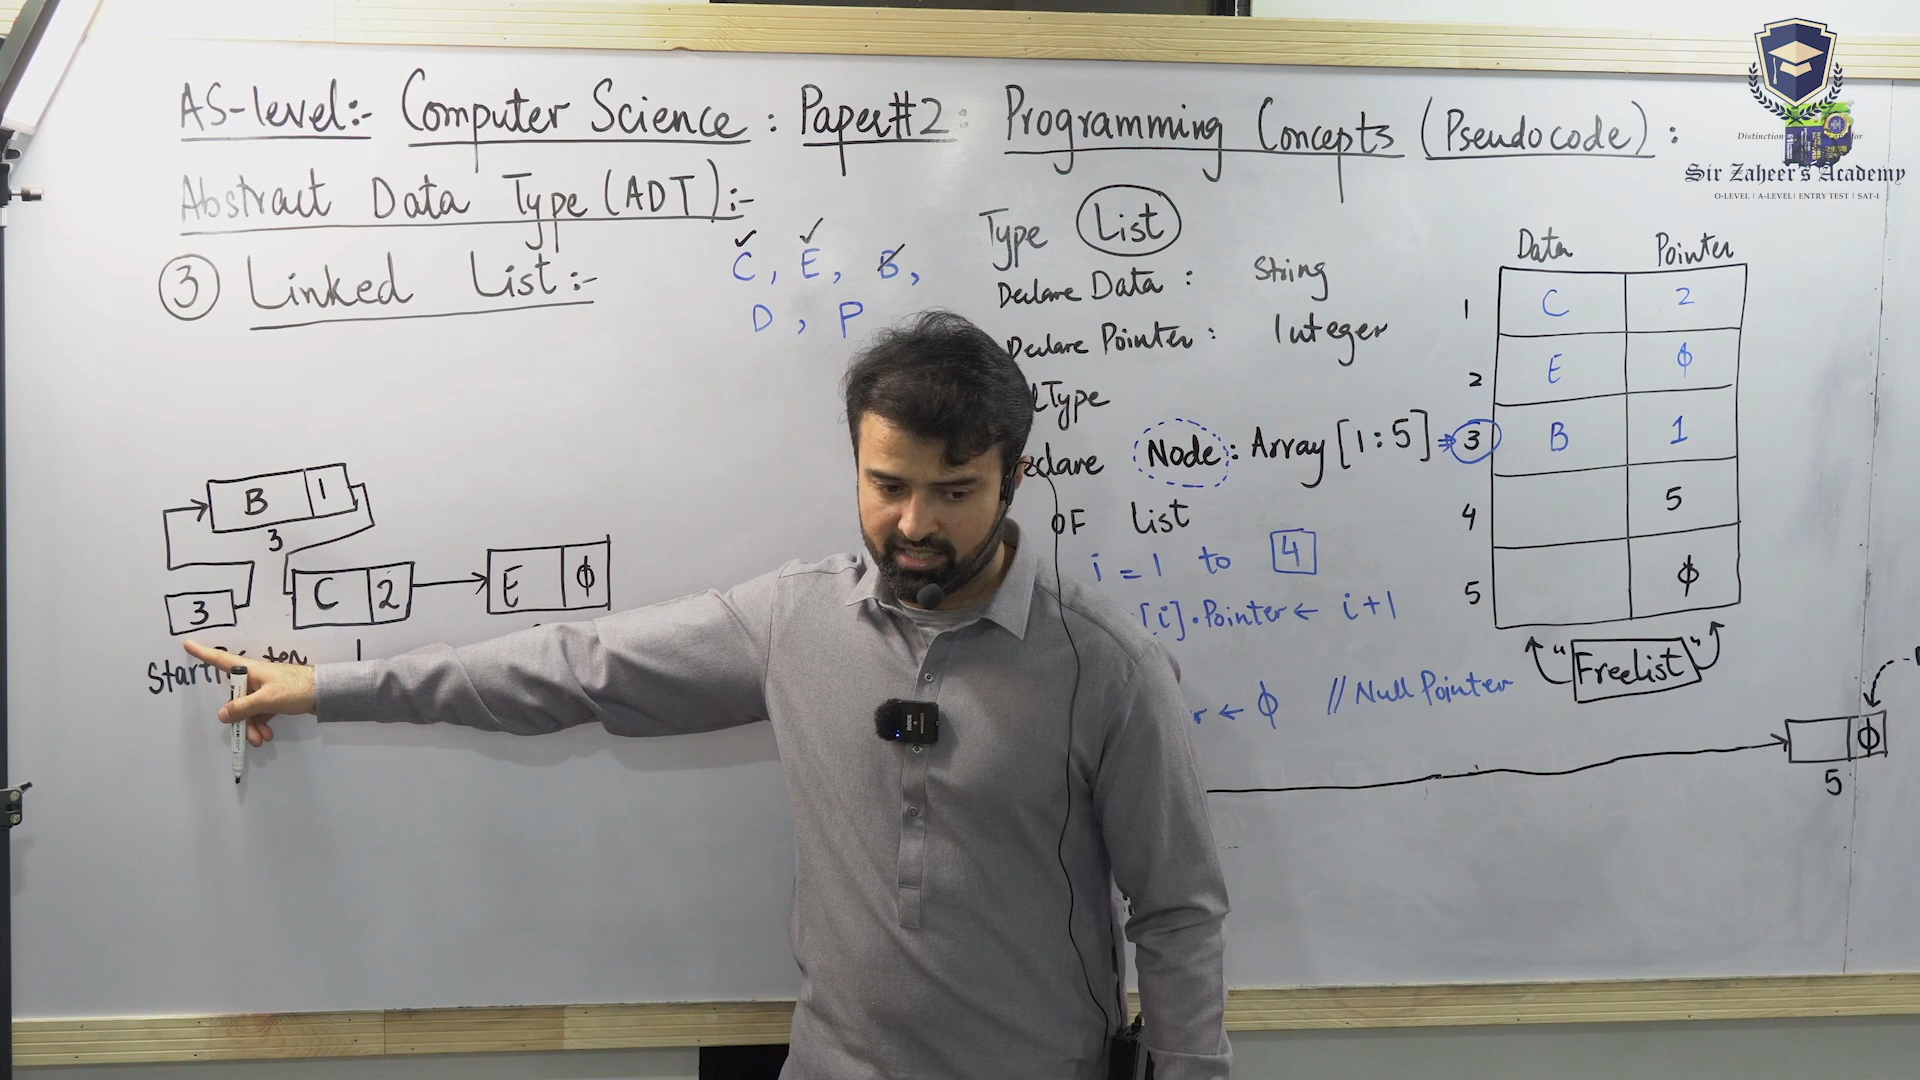 AS-level:- Computer Science : Paper#2 : Programming Concepts (Pseudocode) :
Abstract Data Type (ADT):-
③ Linked List:-
C, E, B,
D, P
Type List
Declare Data : String
Declare Pointer : Integer
Type
Node : Array [1:5]
OF List
i = 1 to 4
[i].Pointer ← i+1
← Ø //Null Pointer
Data Pointer
1 C 2
2 E Ø
3 B 1
4 5
5 Ø
"Freelist"
B 1
3
3
C 2
1
E Ø
Ø
5
Distinction
Sir Zaheer's Academy
O-LEVEL | A-LEVEL | ENTRY TEST | SAT-I